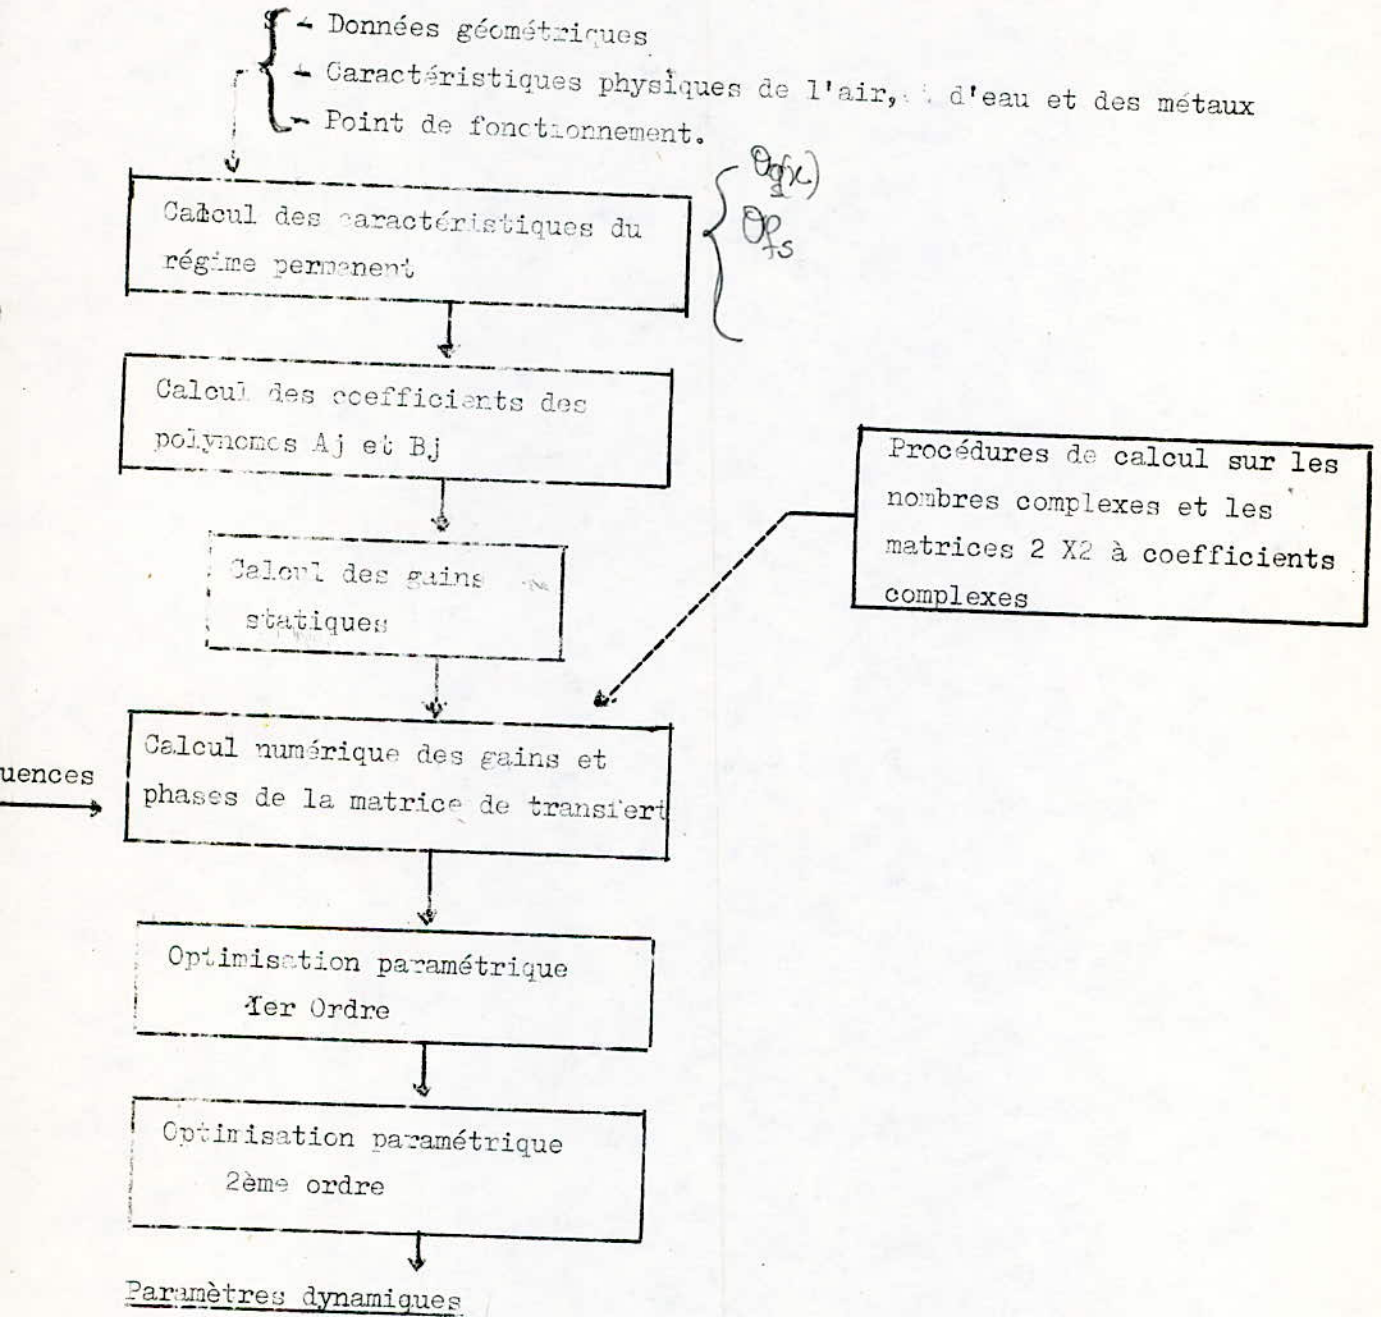 - Données géométriques
- Caractéristiques physiques de l'air, d'eau et des métaux
- Point de fonctionnement.
Calcul des caractéristiques du
régime permanent
Calcul des coefficients des
polynomes Aj et Bj
Procédures de calcul sur les
nombres complexes et les
matrices 2 X2 à coefficients
complexes
Calcul des gains
statiques
uences
Calcul numérique des gains et
phases de la matrice de transfert
Optimisation paramétrique
1er Ordre
Optimisation paramétrique
2ème ordre
Paramètres dynamiques